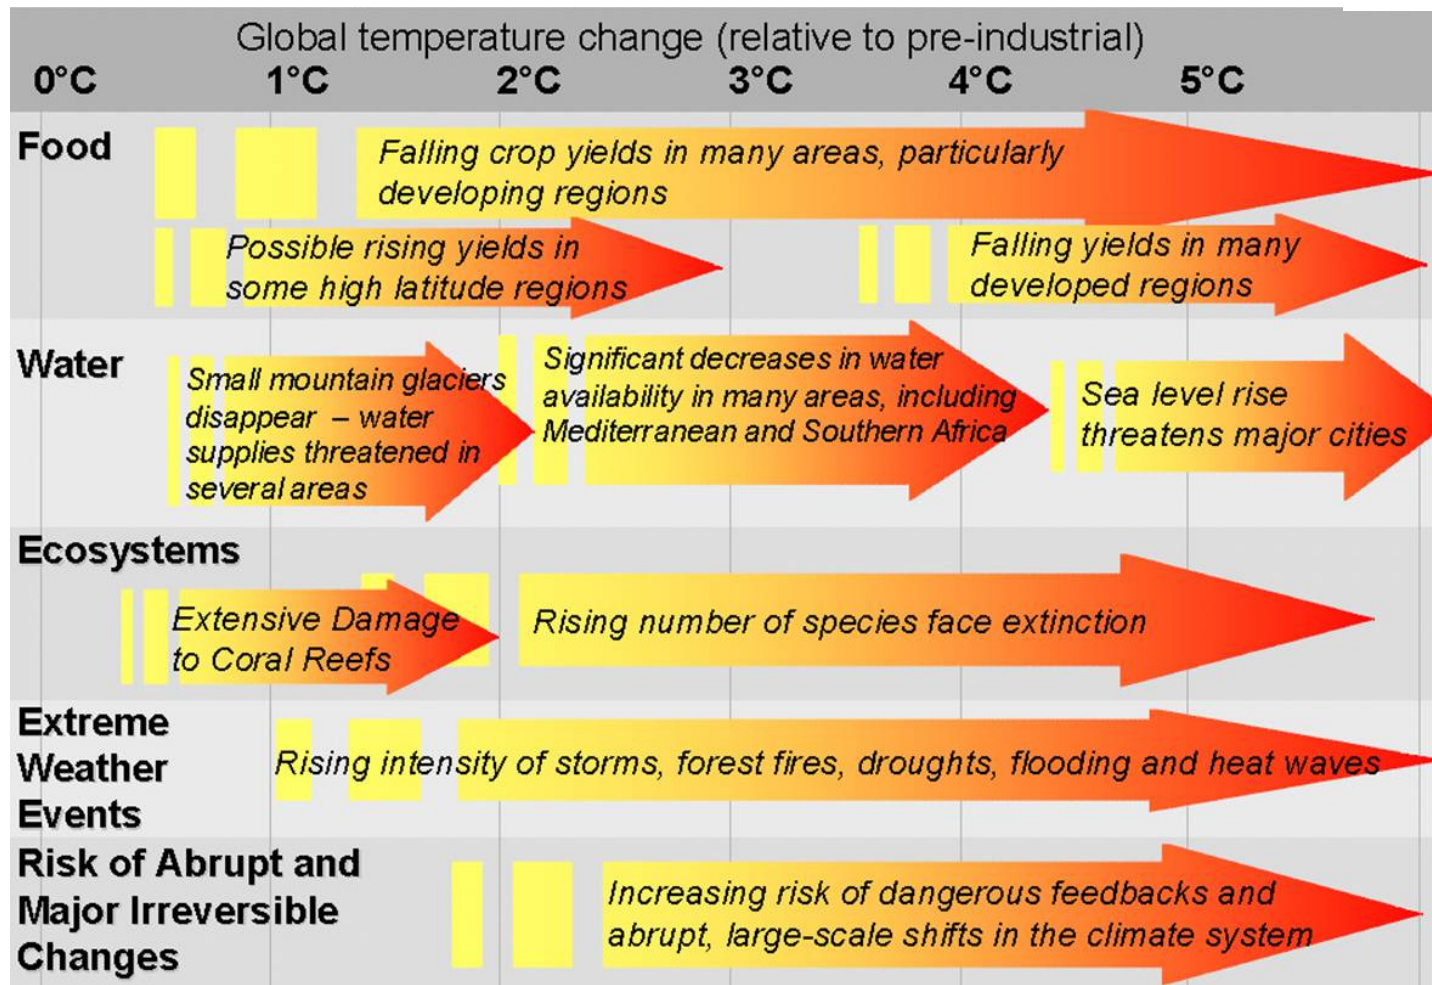 Global temperature change (relative to pre-industrial)
0°C 1°C 2°C 3°C 4°C 5°C
Food
Falling crop yields in many areas, particularly
developing regions
Possible rising yields in
some high latitude regions
Falling yields in many
developed regions
Water
Small mountain glaciers
disappear – water
supplies threatened in
several areas
Significant decreases in water
availability in many areas, including
Mediterranean and Southern Africa
Sea level rise
threatens major cities
Ecosystems
Extensive Damage
to Coral Reefs
Rising number of species face extinction
Extreme
Weather
Events
Rising intensity of storms, forest fires, droughts, flooding and heat waves
Risk of Abrupt and
Major Irreversible
Changes
Increasing risk of dangerous feedbacks and
abrupt, large-scale shifts in the climate system